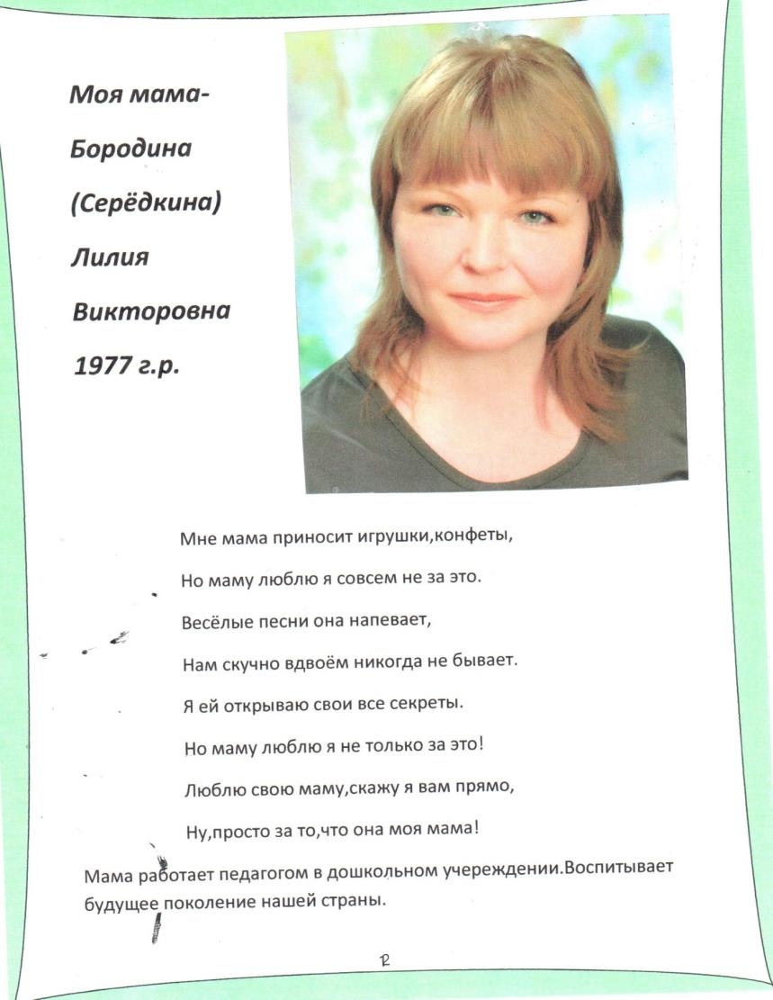 Моя мама-
Бородина
(Серёдкина)
Лилия
Викторовна
1977 г.р.
Мне мама приносит игрушки,конфеты,
Но маму люблю я совсем не за это.
Весёлые песни она напевает,
Нам скучно вдвоём никогда не бывает.
Я ей открываю свои все секреты.
Но маму люблю я не только за это!
Люблю свою маму,скажу я вам прямо,
Ну,просто за то,что она моя мама!
Мама работает педагогом в дошкольном учереждении.Воспитывает
будущее поколение нашей страны.
12